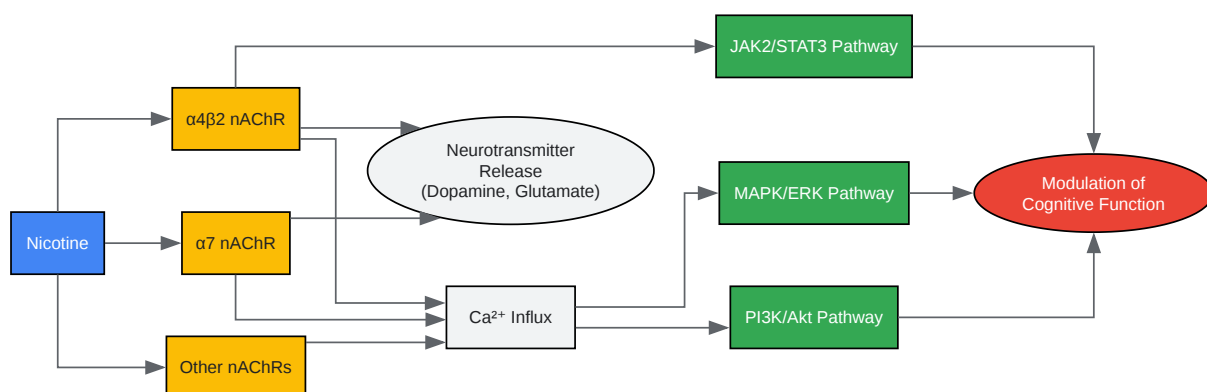 JAK2/STAT3 Pathway
α4β2 nAChR
Neurotransmitter
Release
(Dopamine, Glutamate)
MAPK/ERK Pathway
Modulation of
Cognitive Function
Nicotine
α7 nAChR
Ca²⁺ Influx
PI3K/Akt Pathway
Other nAChRs